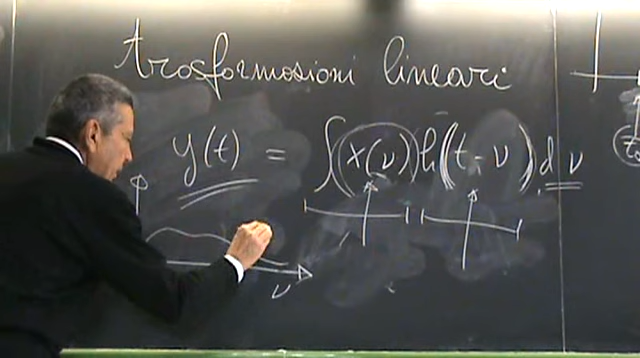 Trasformazioni lineari
y(t) = ∫(x(ν))h(t-ν)dν
ν